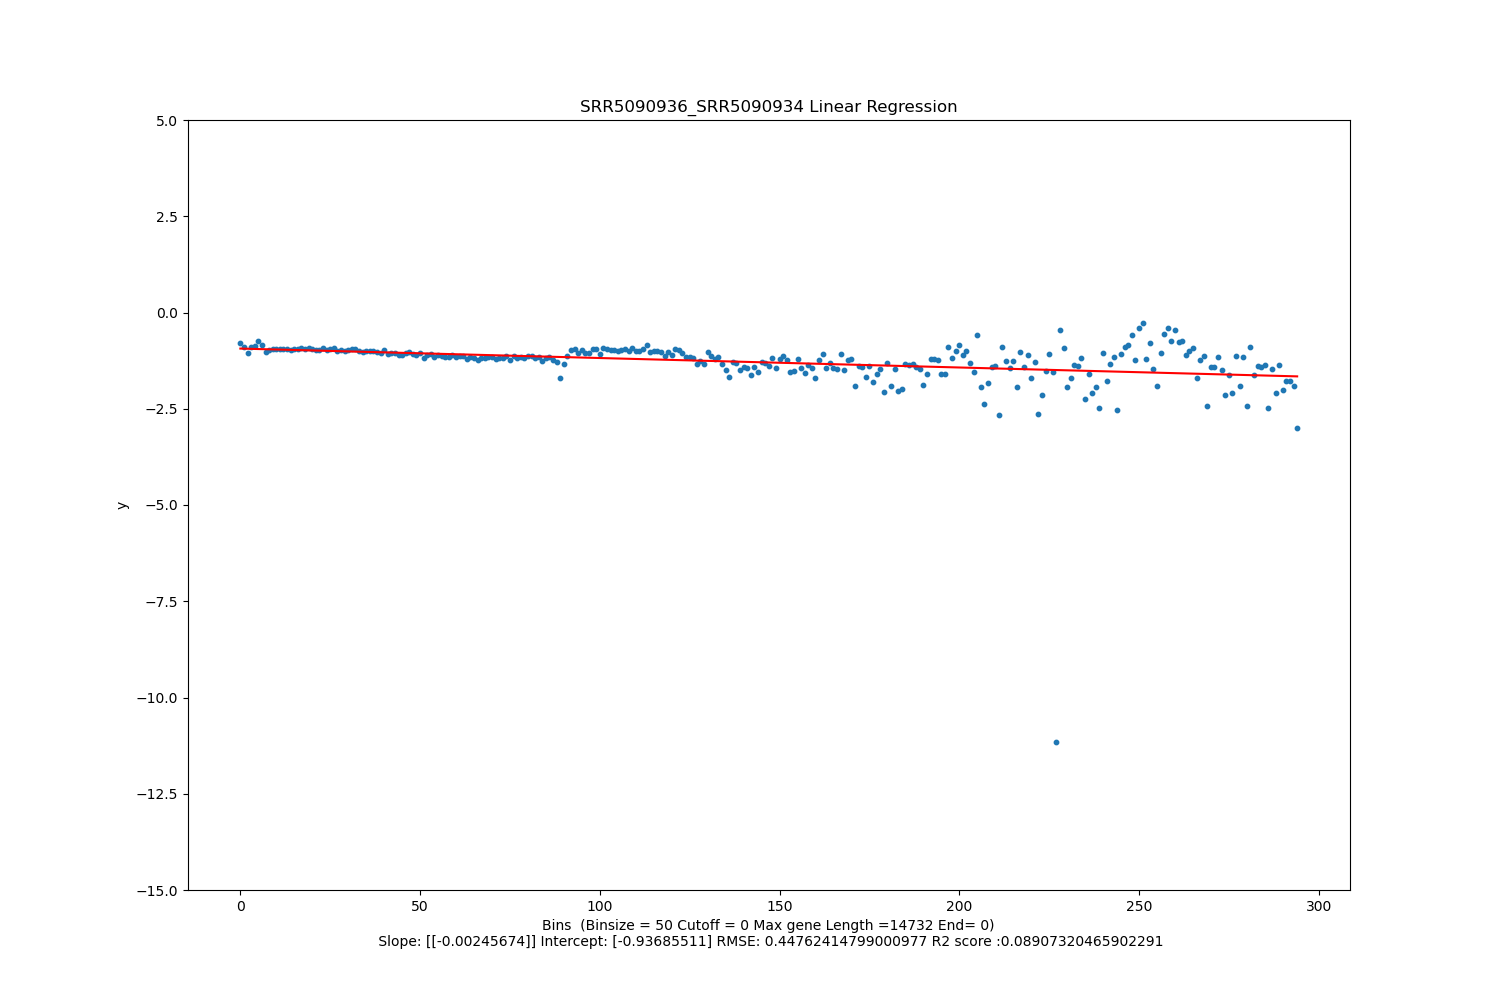 SRR5090936_SRR5090934 Linear Regression
5.0
2.5
0.0
−2.5
−5.0
−7.5
−10.0
−12.5
−15.0
y
0 50 100 150 200 250 300
Bins  (Binsize = 50 Cutoff = 0 Max gene Length =14732 End= 0)
Slope: [[-0.00245674]] Intercept: [-0.93685511] RMSE: 0.44762414799000977 R2 score :0.08907320465902291